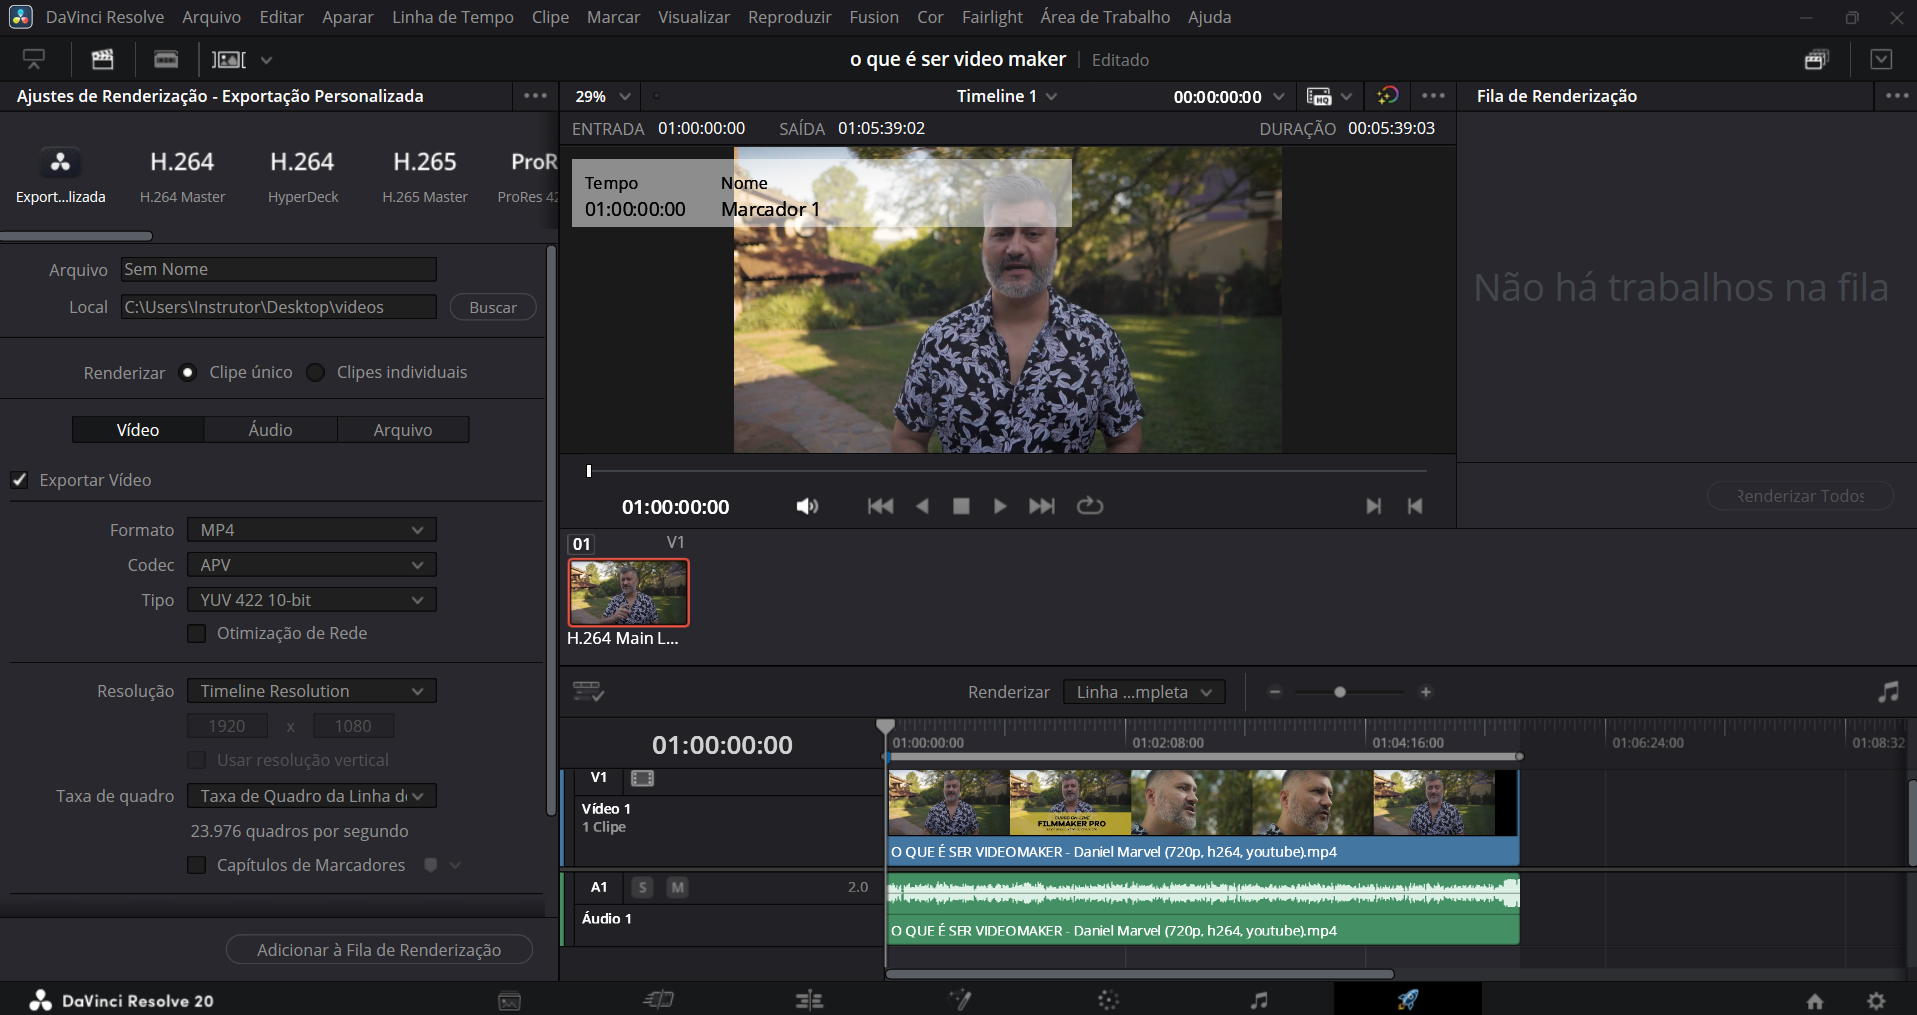 DaVinci Resolve Arquivo Editar Aparar Linha de Tempo Clipe Marcar Visualizar Reproduzir Fusion Cor Fairlight Área de Trabalho Ajuda
o que é ser video maker | Editado
Ajustes de Renderização - Exportação Personalizada
29%
Timeline 1
00:00:00:00
Fila de Renderização
ENTRADA 01:00:00:00 SAÍDA 01:05:39:02
DURAÇÃO 00:05:39:03
H.264 H.264 H.265 ProR
Export...lizada H.264 Master HyperDeck H.265 Master ProRes 42
Tempo Nome
01:00:00:00 Marcador 1
Arquivo Sem Nome
Local C:\Users\Instrutor\Desktop\videos Buscar
Não há trabalhos na fila
Renderizar Clipe único Clipes individuais
Vídeo Áudio Arquivo
Exportar Vídeo
Formato MP4
Codec APV
Tipo YUV 422 10-bit
Otimização de Rede
Resolução Timeline Resolution
1920 x 1080
Usar resolução vertical
Taxa de quadro Taxa de Quadro da Linha de
23.976 quadros por segundo
Capítulos de Marcadores
Adicionar à Fila de Renderização
01:00:00:00
Renderizar Todos
01 V1
H.264 Main L...
Renderizar Linha ...mpleta
01:00:00:00
01:00:00:00 01:02:08:00 01:04:16:00 01:06:24:00 01:08:32
V1
Vídeo 1
1 Clipe
FILMMAKER PRO
O QUE É SER VIDEOMAKER - Daniel Marvel (720p, h264, youtube).mp4
A1 S M 2.0
Áudio 1
O QUE É SER VIDEOMAKER - Daniel Marvel (720p, h264, youtube).mp4
DaVinci Resolve 20